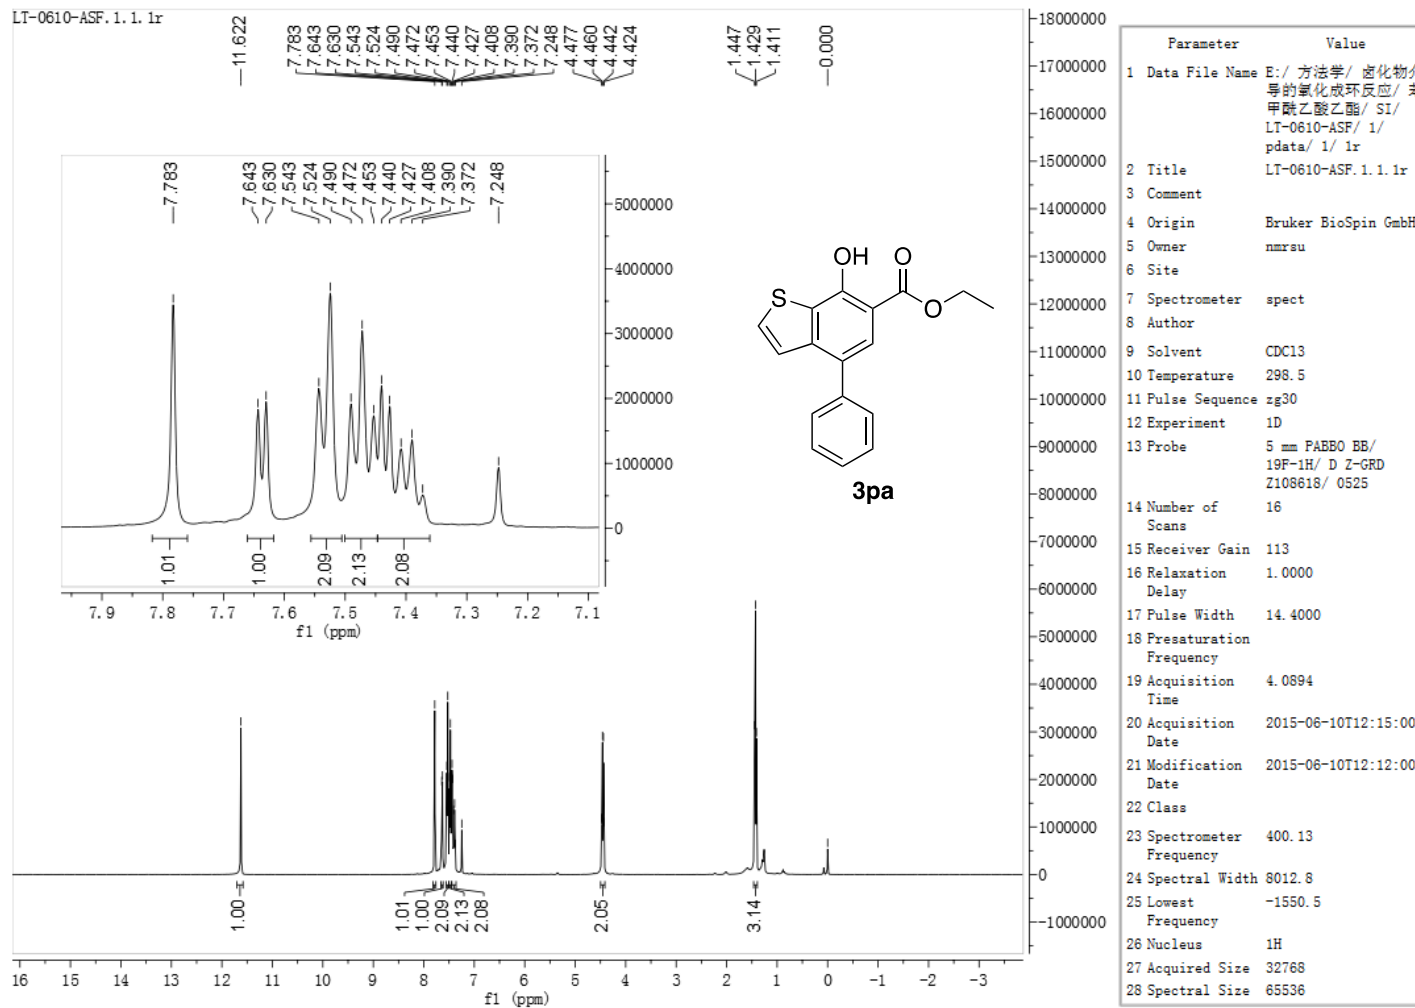 LT-0610-ASF.1.1.1r
11.622
7.783
7.643
7.630
7.543
7.524
7.490
7.472
7.453
7.440
7.427
7.408
7.390
7.372
7.248
4.477
4.460
4.442
4.424
1.447
1.429
1.411
0.000
7.783
7.643
7.630
7.543
7.524
7.490
7.472
7.453
7.440
7.427
7.408
7.390
7.372
7.248
5000000
4000000
3000000
2000000
1000000
0
1.01
1.00
2.09
2.13
2.08
7.9 7.8 7.7 7.6 7.5 7.4 7.3 7.2 7.1
f1 (ppm)
OH
O
S
O
3pa
18000000
17000000
16000000
15000000
14000000
13000000
12000000
11000000
10000000
9000000
8000000
7000000
6000000
5000000
4000000
3000000
2000000
1000000
0
-1000000
1.00
1.01
1.00
2.09
2.13
2.08
2.05
3.14
16 15 14 13 12 11 10 9 8 7 6 5 4 3 2 1 0 -1 -2 -3
f1 (ppm)
Parameter Value
1 Data File Name E:/ 方法学/ 卤化物介
导的氧化成环反应/ 苯
甲酰乙酸乙酯/ SI/
LT-0610-ASF/ 1/
pdata/ 1/ 1r
2 Title LT-0610-ASF.1.1.1r
3 Comment
4 Origin Bruker BioSpin GmbH
5 Owner nmrsu
6 Site
7 Spectrometer spect
8 Author
9 Solvent CDCl3
10 Temperature 298.5
11 Pulse Sequence zg30
12 Experiment 1D
13 Probe 5 mm PABBO BB/
19F-1H/ D Z-GRD
Z108618/ 0525
14 Number of 16
Scans
15 Receiver Gain 113
16 Relaxation 1.0000
Delay
17 Pulse Width 14.4000
18 Presaturation
Frequency
19 Acquisition 4.0894
Time
20 Acquisition 2015-06-10T12:15:00
Date
21 Modification 2015-06-10T12:12:00
Date
22 Class
23 Spectrometer 400.13
Frequency
24 Spectral Width 8012.8
25 Lowest -1550.5
Frequency
26 Nucleus 1H
27 Acquired Size 32768
28 Spectral Size 65536